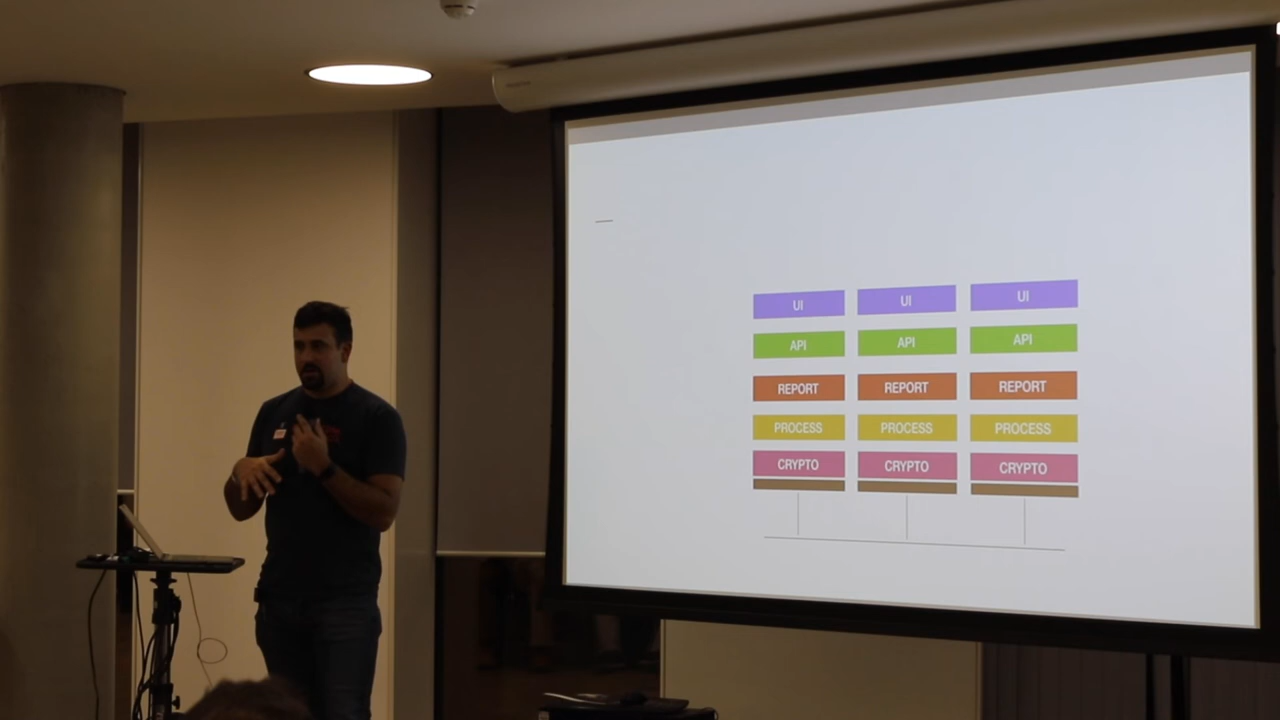 UI UI UI
API API API
REPORT REPORT REPORT
PROCESS PROCESS PROCESS
CRYPTO CRYPTO CRYPTO